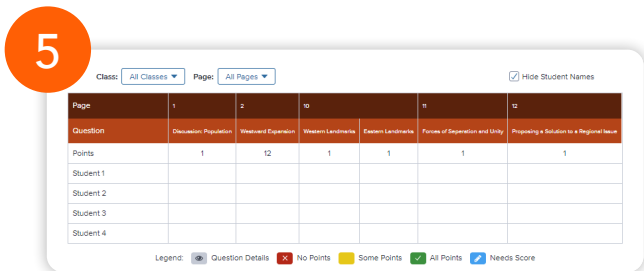 5
Class: All Classes Page: All Pages Hide Student Names
Page 1 2 10 11 12
Question Discussion: Population Westward Expansion Western Landmarks Eastern Landmarks Forces of Seperation and Unity Proposing a Solution to a Regional Issue
Points 1 12 1 1 1 1
Student 1
Student 2
Student 3
Student 4
Legend: Question Details No Points Some Points All Points Needs Score